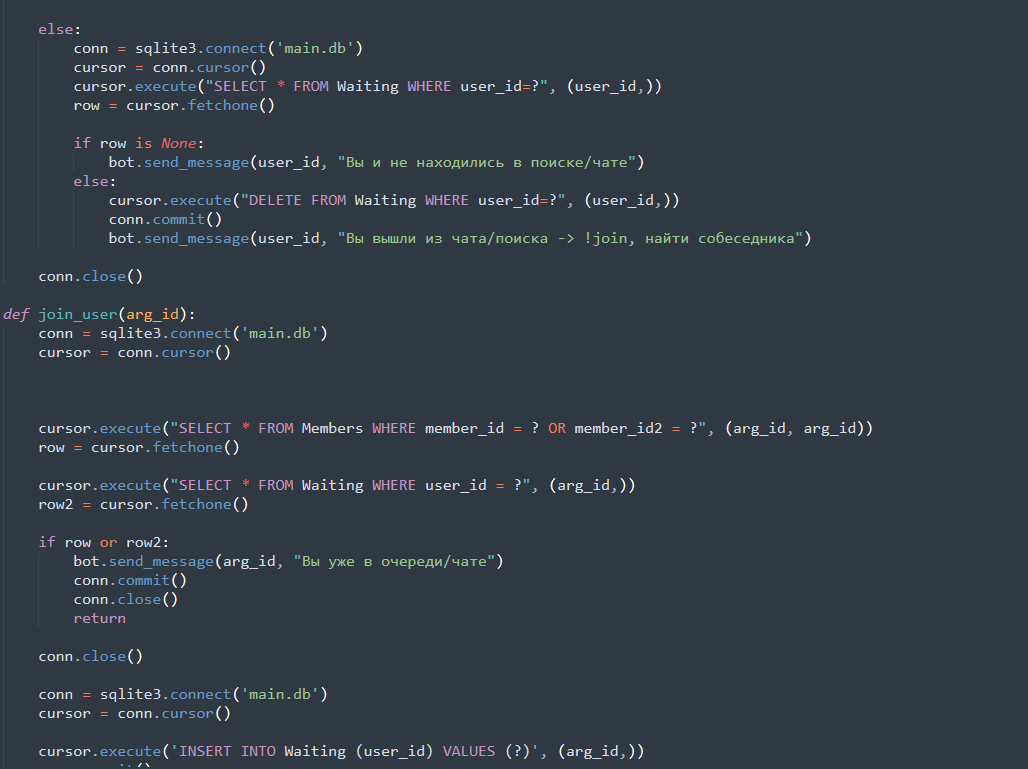 else:
conn = sqlite3.connect('main.db')
cursor = conn.cursor()
cursor.execute("SELECT * FROM Waiting WHERE user_id=?", (user_id,))
row = cursor.fetchone()
if row is None:
bot.send_message(user_id, "Вы и не находились в поиске/чате")
else:
cursor.execute("DELETE FROM Waiting WHERE user_id=?", (user_id,))
conn.commit()
bot.send_message(user_id, "Вы вышли из чата/поиска -> !join, найти собеседника")
conn.close()
def join_user(arg_id):
conn = sqlite3.connect('main.db')
cursor = conn.cursor()
cursor.execute("SELECT * FROM Members WHERE member_id = ? OR member_id2 = ?", (arg_id, arg_id))
row = cursor.fetchone()
cursor.execute("SELECT * FROM Waiting WHERE user_id = ?", (arg_id,))
row2 = cursor.fetchone()
if row or row2:
bot.send_message(arg_id, "Вы уже в очереди/чате")
conn.commit()
conn.close()
return
conn.close()
conn = sqlite3.connect('main.db')
cursor = conn.cursor()
cursor.execute('INSERT INTO Waiting (user_id) VALUES (?)', (arg_id,))